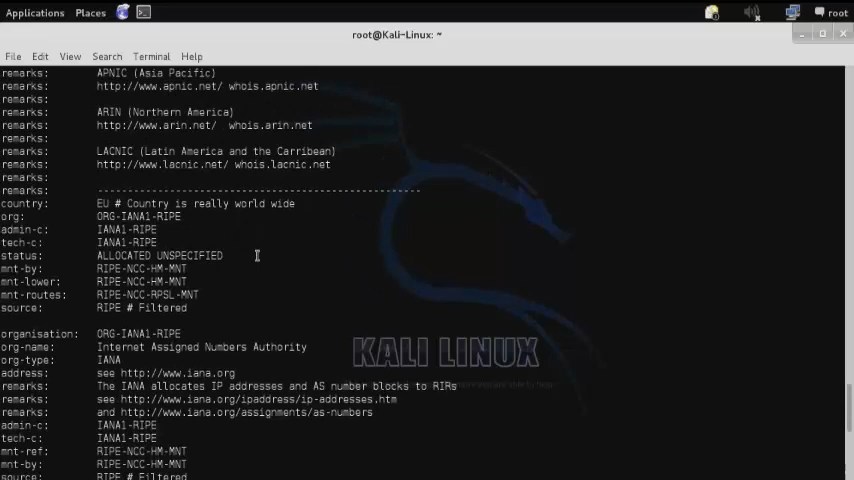 Applications Places root
root@Kali-Linux: ~
File Edit View Search Terminal Help
remarks: APNIC (Asia Pacific)
remarks: http://www.apnic.net/ whois.apnic.net
remarks:
remarks: ARIN (Northern America)
remarks: http://www.arin.net/ whois.arin.net
remarks:
remarks: LACNIC (Latin America and the Carribean)
remarks: http://www.lacnic.net/ whois.lacnic.net
remarks:
remarks: ------------------------------------------------------
country: EU # Country is really world wide
org: ORG-IANA1-RIPE
admin-c: IANA1-RIPE
tech-c: IANA1-RIPE
status: ALLOCATED UNSPECIFIED
mnt-by: RIPE-NCC-HM-MNT
mnt-lower: RIPE-NCC-HM-MNT
mnt-routes: RIPE-NCC-RPSL-MNT
source: RIPE # Filtered
organisation: ORG-IANA1-RIPE
org-name: Internet Assigned Numbers Authority
org-type: IANA
address: see http://www.iana.org
remarks: The IANA allocates IP addresses and AS number blocks to RIRs
remarks: see http://www.iana.org/ipaddress/ip-addresses.htm
remarks: and http://www.iana.org/assignments/as-numbers
admin-c: IANA1-RIPE
tech-c: IANA1-RIPE
mnt-ref: RIPE-NCC-HM-MNT
mnt-by: RIPE-NCC-HM-MNT
source: RIPE # Filtered
KALI LINUX